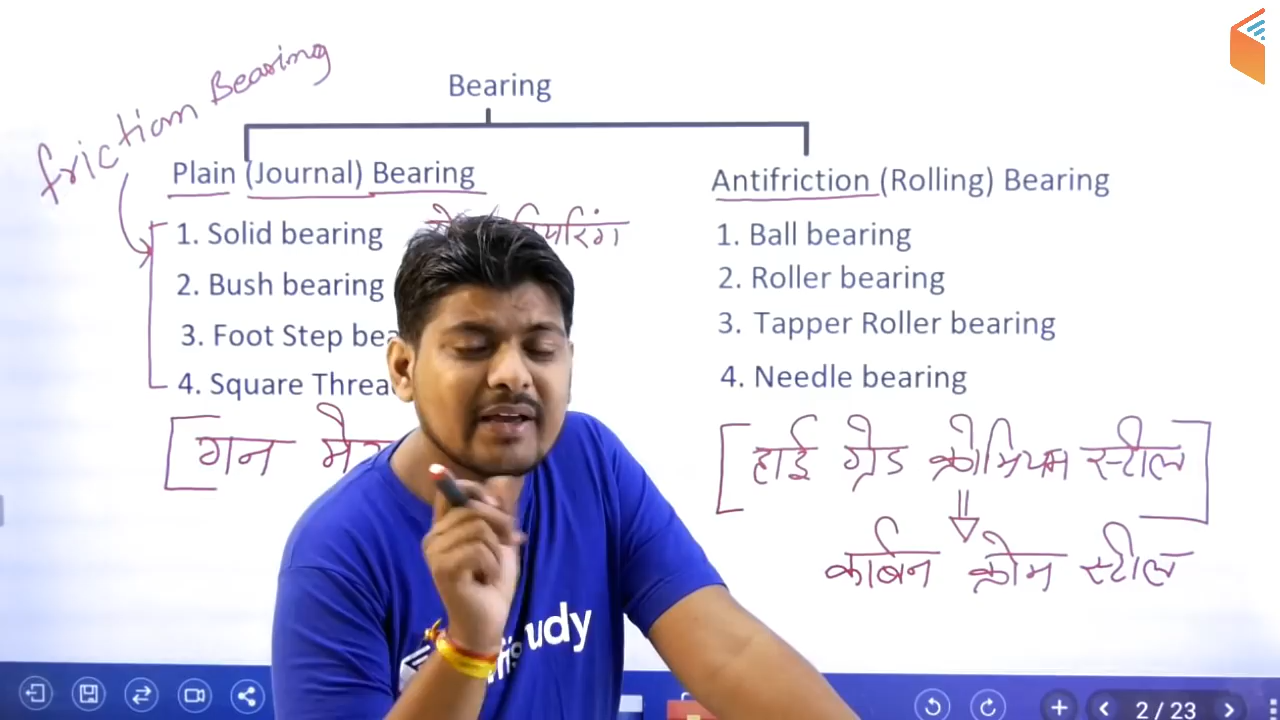 friction Bearing
Bearing
Plain (Journal) Bearing
1. Solid bearing
2. Bush bearing
3. Foot Step
4. Square
गन
Antifriction (Rolling) Bearing
1. Ball bearing
2. Roller bearing
3. Tapper Roller bearing
4. Needle bearing
हाई ग्रेड क्रोमियम स्टील
कार्बन क्रोम स्टील
udy
2 / 23